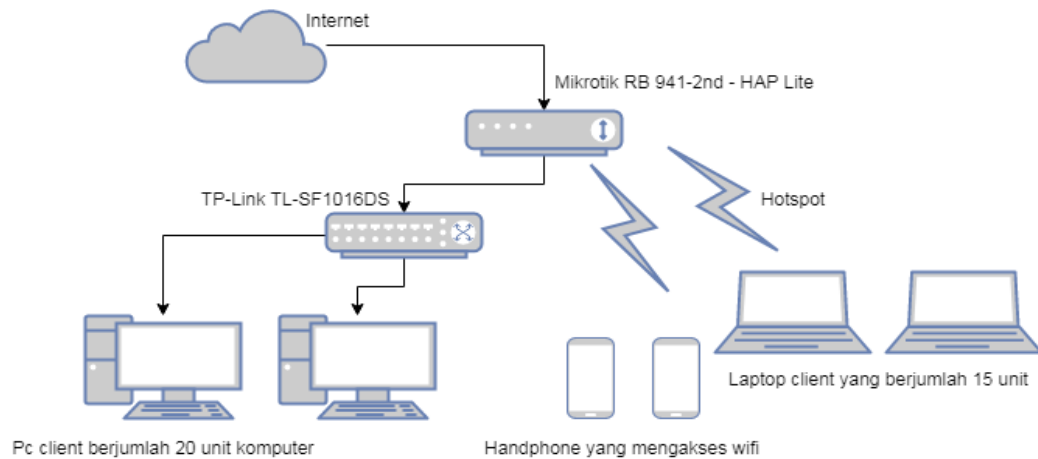 Internet
Mikrotik RB 941-2nd - HAP Lite
TP-Link TL-SF1016DS
Hotspot
Laptop client yang berjumlah 15 unit
Pc client berjumlah 20 unit komputer
Handphone yang mengakses wifi